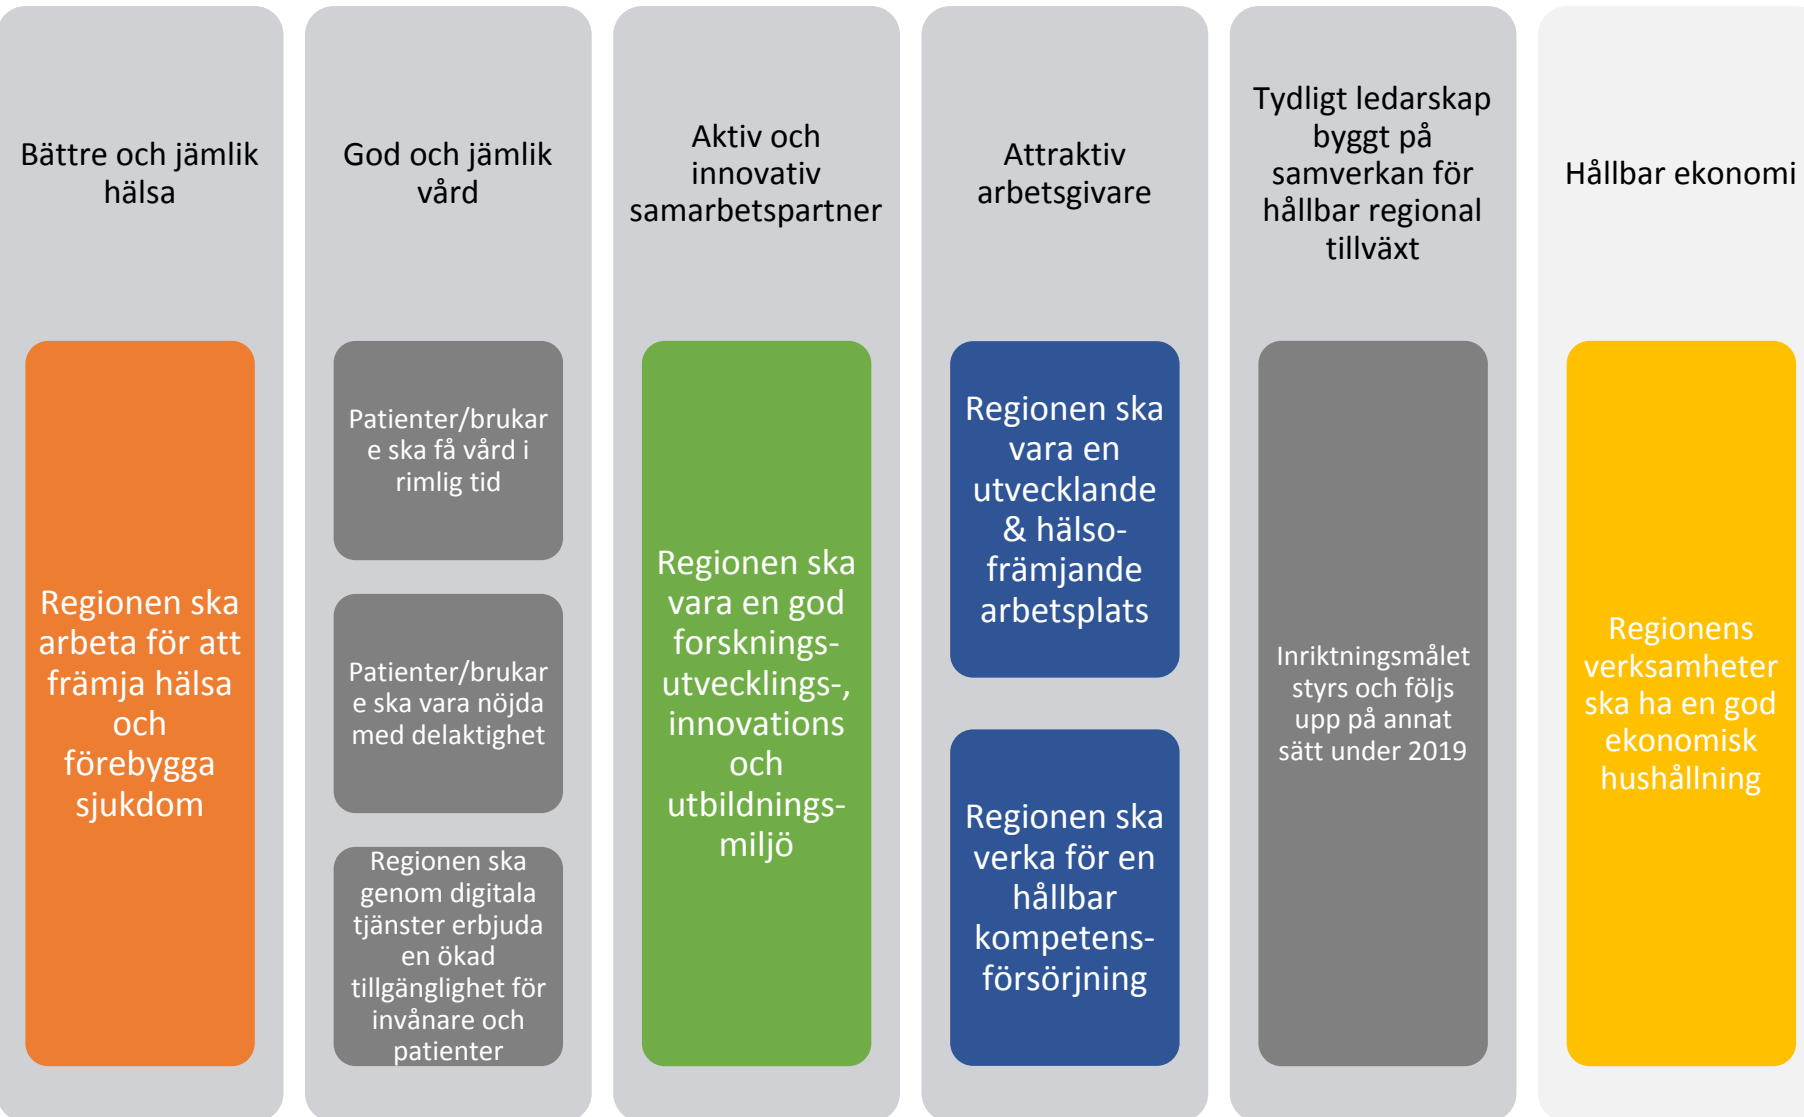 Bättre och jämlik
hälsa
Regionen ska
arbeta för att
främja hälsa
och
förebygga
sjukdom
God och jämlik
vård
Patienter/brukar
e ska få vård i
rimlig tid
Patienter/brukar
e ska vara nöjda
med delaktighet
Regionen ska
genom digitala
tjänster erbjuda
en ökad
tillgänglighet för
invånare och
patienter
Aktiv och
innovativ
samarbetspartner
Regionen ska
vara en god
forsknings-
utvecklings-,
innovations
och
utbildnings-
miljö
Attraktiv
arbetsgivare
Regionen ska
vara en
utvecklande
& hälso-
främjande
arbetsplats
Regionen ska
verka för en
hållbar
kompetens-
försörjning
Tydligt ledarskap
byggt på
samverkan för
hållbar regional
tillväxt
Inriktningsmålet
styrs och följs
upp på annat
sätt under 2019
Hållbar ekonomi
Regionens
verksamheter
ska ha en god
ekonomisk
hushållning